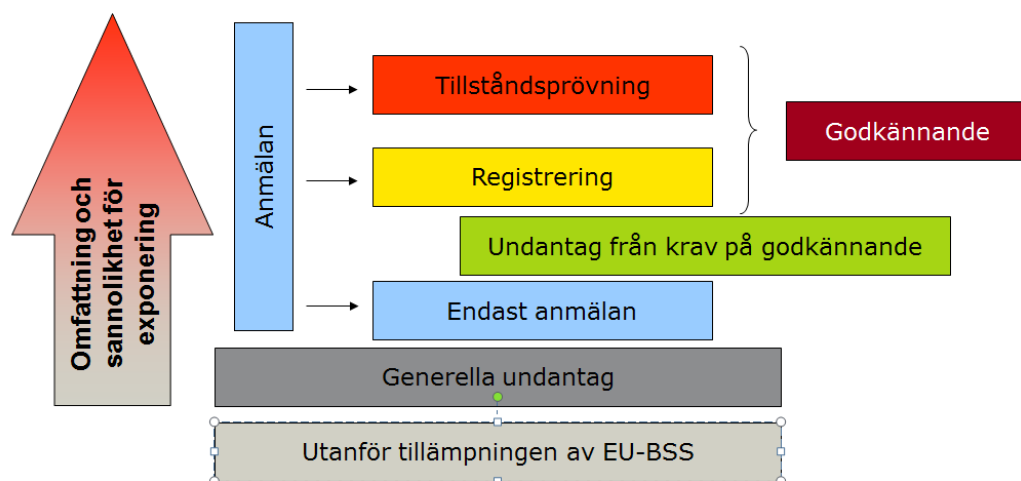 Omfattning och
sannolikhet för
exponering
Anmälan
Tillståndsprövning
Registrering
Godkännande
Undantag från krav på godkännande
Endast anmälan
Generella undantag
Utanför tillämpningen av EU-BSS